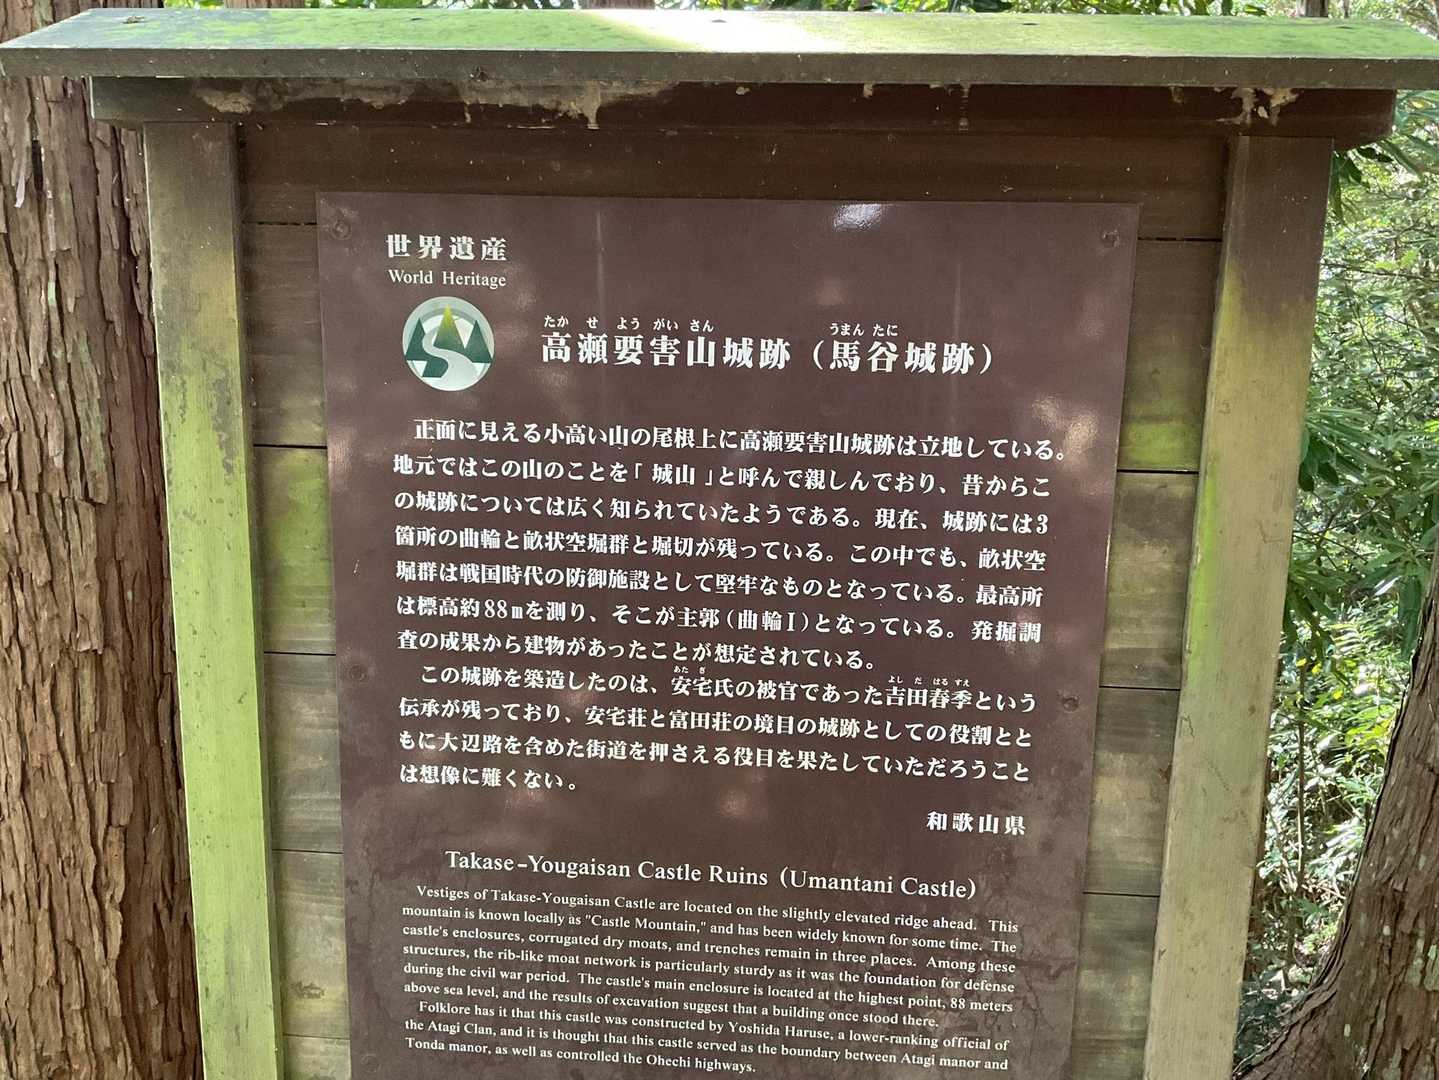 世界遺産
World Heritage
たか せ よう がい さん うまん たに
高瀬要害山城跡（馬谷城跡）
正面に見える小高い山の尾根上に高瀬要害山城跡は立地している。
地元ではこの山のことを「城山」と呼んで親しんでおり、昔からこ
の城跡については広く知られていたようである。現在、城跡には3
箇所の曲輪と畝状空堀群と堀切が残っている。この中でも、畝状空
堀群は戦国時代の防御施設として堅牢なものとなっている。最高所
は標高約88mを測り、そこが主郭（曲輪Ⅰ）となっている。発掘調
査の成果から建物があったことが想定されている。
あた ぎ よし だ はる すえ
この城跡を築造したのは、安宅氏の被官であった吉田春季という
伝承が残っており、安宅荘と富田荘の境目の城跡としての役割とと
もに大辺路を含めた街道を押さえる役目を果たしていただろうこと
は想像に難くない。
和歌山県
Takase-Yougaisan Castle Ruins (Umantani Castle)
Vestiges of Takase-Yougaisan Castle are located on the slightly elevated ridge ahead. This
mountain is known locally as "Castle Mountain," and has been widely known for some time. The
castle's enclosures, corrugated dry moats, and trenches remain in three places. Among these
structures, the rib-like moat network is particularly sturdy as it was the foundation for defense
during the civil war period. The castle's main enclosure is located at the highest point, 88 meters
above sea level, and the results of excavation suggest that a building once stood there.
Folklore has it that this castle was constructed by Yoshida Haruse, a lower-ranking official of
the Atagi Clan, and it is thought that this castle served as the boundary between Atagi manor and
Tonda manor, as well as controlled the Ohechi highways.